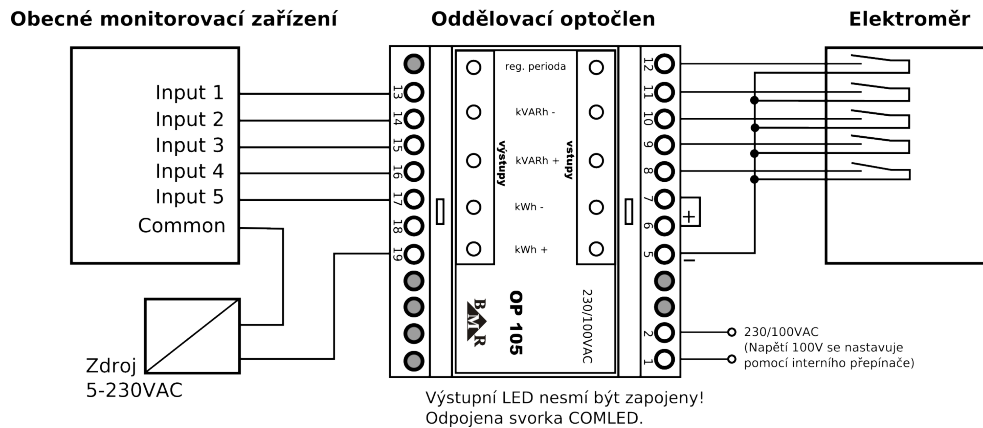 Obecné monitorovací zařízení
Oddělovací optočlen
Elektroměr
Input 1
Input 2
Input 3
Input 4
Input 5
Common
Zdroj
5-230VAC
13
14
15
16
17
18
19
reg. perioda
kVARh -
kVARh +
kWh -
kWh +
výstupy
vstupy
BMR
OP 105
230/100VAC
12
11
10
9
8
7
6
5
2
1
+
–
230/100VAC
(Napětí 100V se nastavuje
pomocí interního přepínače)
Výstupní LED nesmí být zapojeny!
Odpojena svorka COMLED.